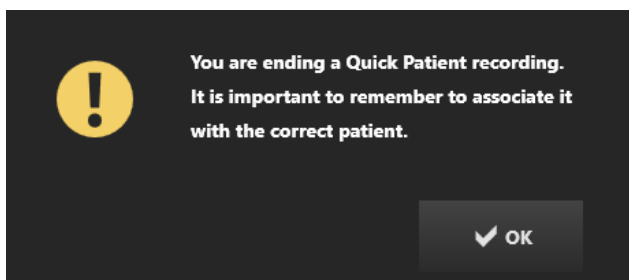 You are ending a Quick Patient recording.
It is important to remember to associate it
with the correct patient.
OK